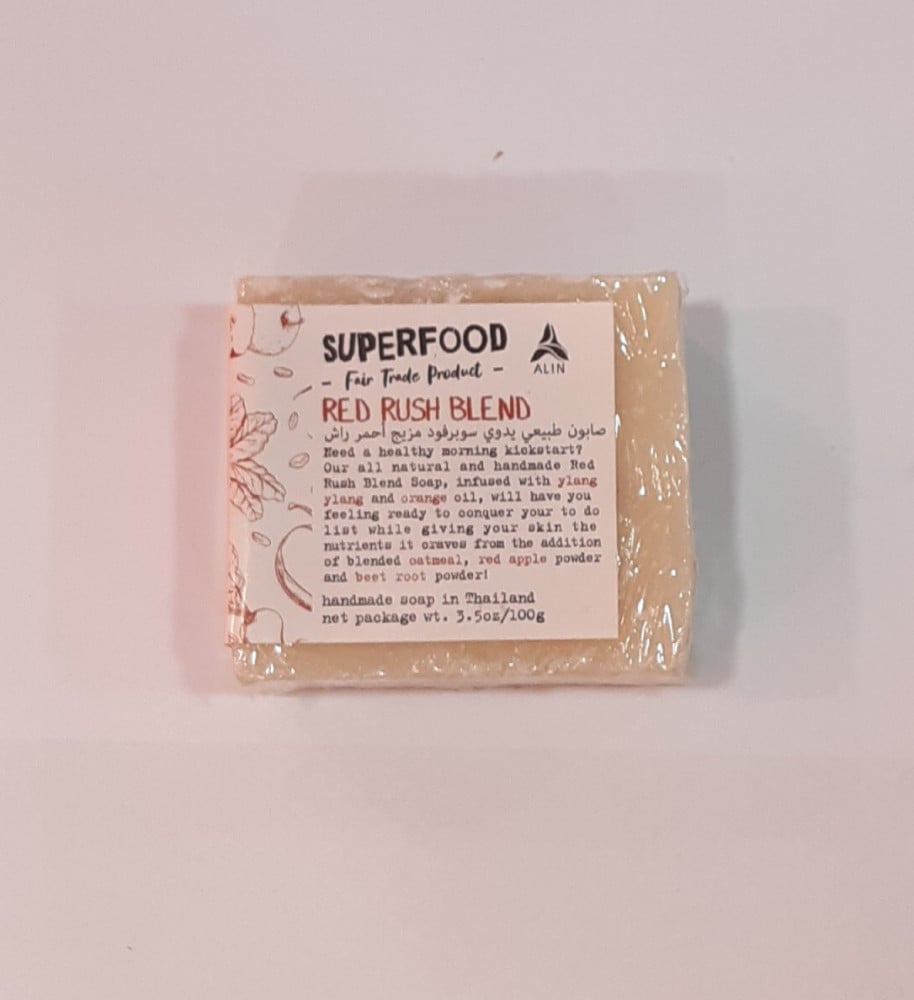 SUPERFOOD
ALIN
- Fair Trade Product -
RED RUSH BLEND
صابون طبيعي يدوي سوبرفود مزيج أحمر راش
Need a healthy morning kickstart?
Our all natural and handmade Red
Rush Blend Soap, infused with ylang
ylang and orange oil, will have you
feeling ready to conquer your to do
list while giving your skin the
nutrients it craves from the addition
of blended oatmeal, red apple powder
and beet root powder!
handmade soap in Thailand
net package wt. 3.5oz/100g